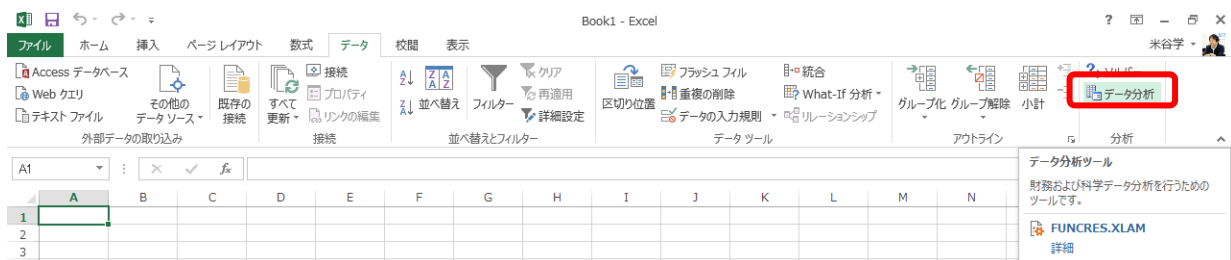 Book1 - Excel
ファイル ホーム 挿入 ページ レイアウト 数式 データ 校閲 表示 米谷学
Access データベース
Web クエリ
テキスト ファイル
その他の
データ ソース
既存の
接続
外部データの取り込み
すべて
更新
接続
プロパティ
リンクの編集
接続
並べ替え
フィルター
クリア
再適用
詳細設定
並べ替えとフィルター
区切り位置
フラッシュ フィル
重複の削除
データの入力規則
統合
What-If 分析
リレーションシップ
データ ツール
グループ化 グループ解除 小計
アウトライン
ソルバー
データ分析
分析
A1
fx
A B C D E F G H I J K L M N
1
2
3
データ分析ツール
財務および科学データ分析を行うための
ツールです。
FUNCRES.XLAM
詳細